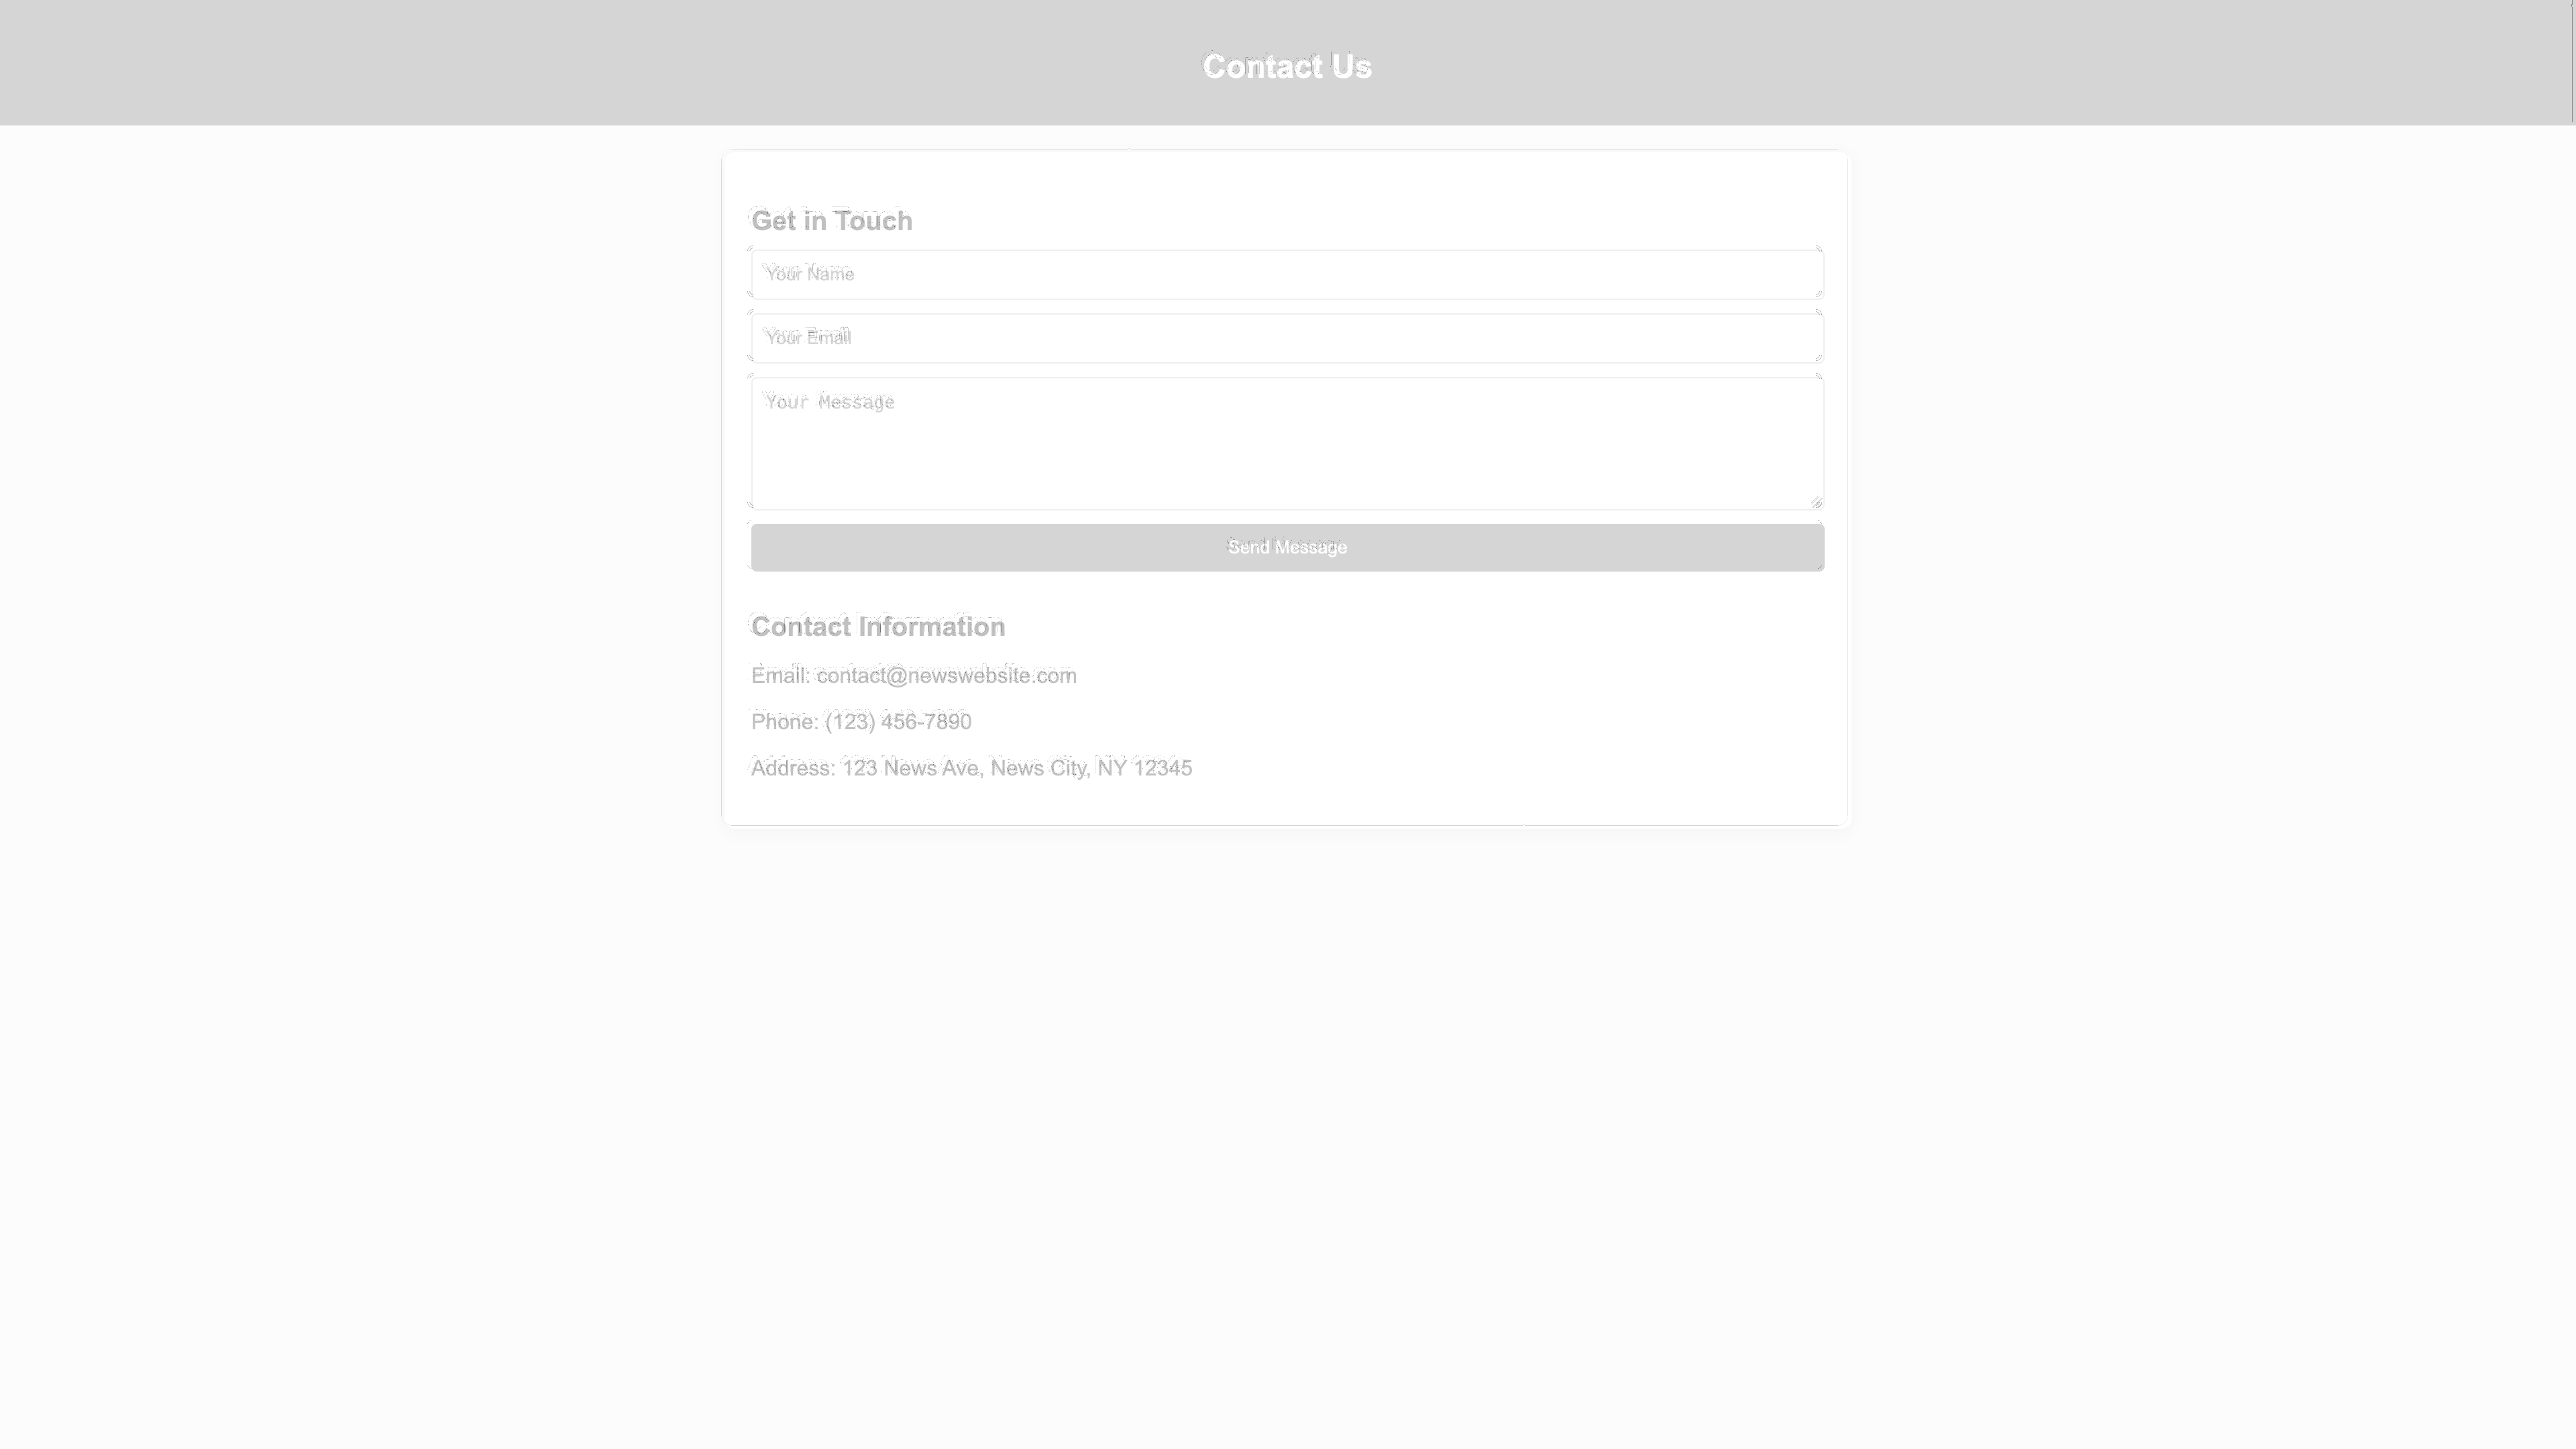 Contact Us
Get in Touch
Your Name
Your Email
Your Message
Send Message
Contact Information
Email: contact@newswebsite.com
Phone: (123) 456-7890
Address: 123 News Ave, News City, NY 12345